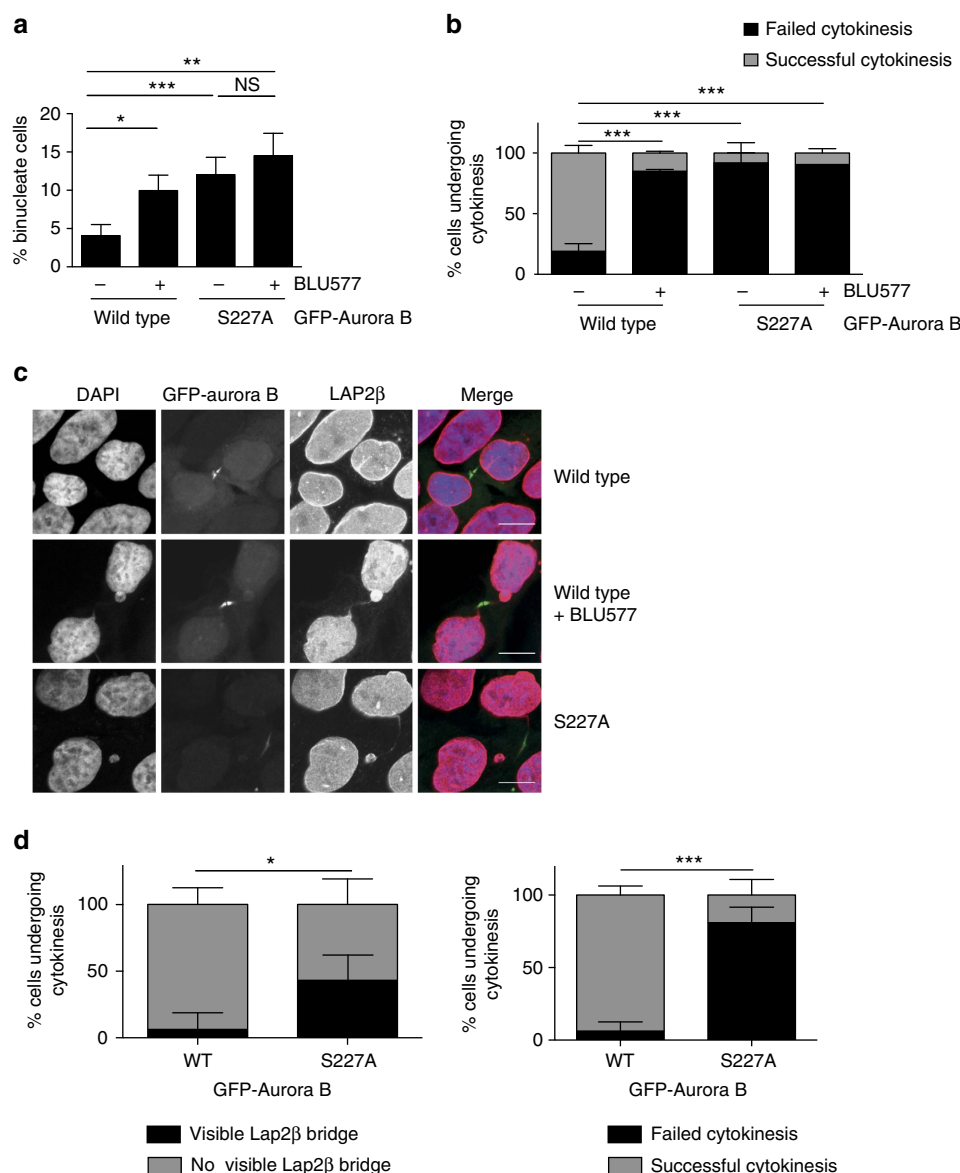 a
**
***
NS
*
20
15
10
5
0
% binucleate cells
– + – + BLU577
Wild type S227A GFP-Aurora B
b
Failed cytokinesis
Successful cytokinesis
***
***
***
100
50
0
% cells undergoing
cytokinesis
– + – + BLU577
Wild type S227A GFP-Aurora B
c
DAPI GFP-aurora B LAP2β Merge
Wild type
Wild type
+ BLU577
S227A
d
*
100
50
0
% cells undergoing
cytokinesis
WT S227A
GFP-Aurora B
Visible Lap2β bridge
No visible Lap2β bridge
***
100
50
0
% cells undergoing
cytokinesis
WT S227A
GFP-Aurora B
Failed cytokinesis
Successful cytokinesis